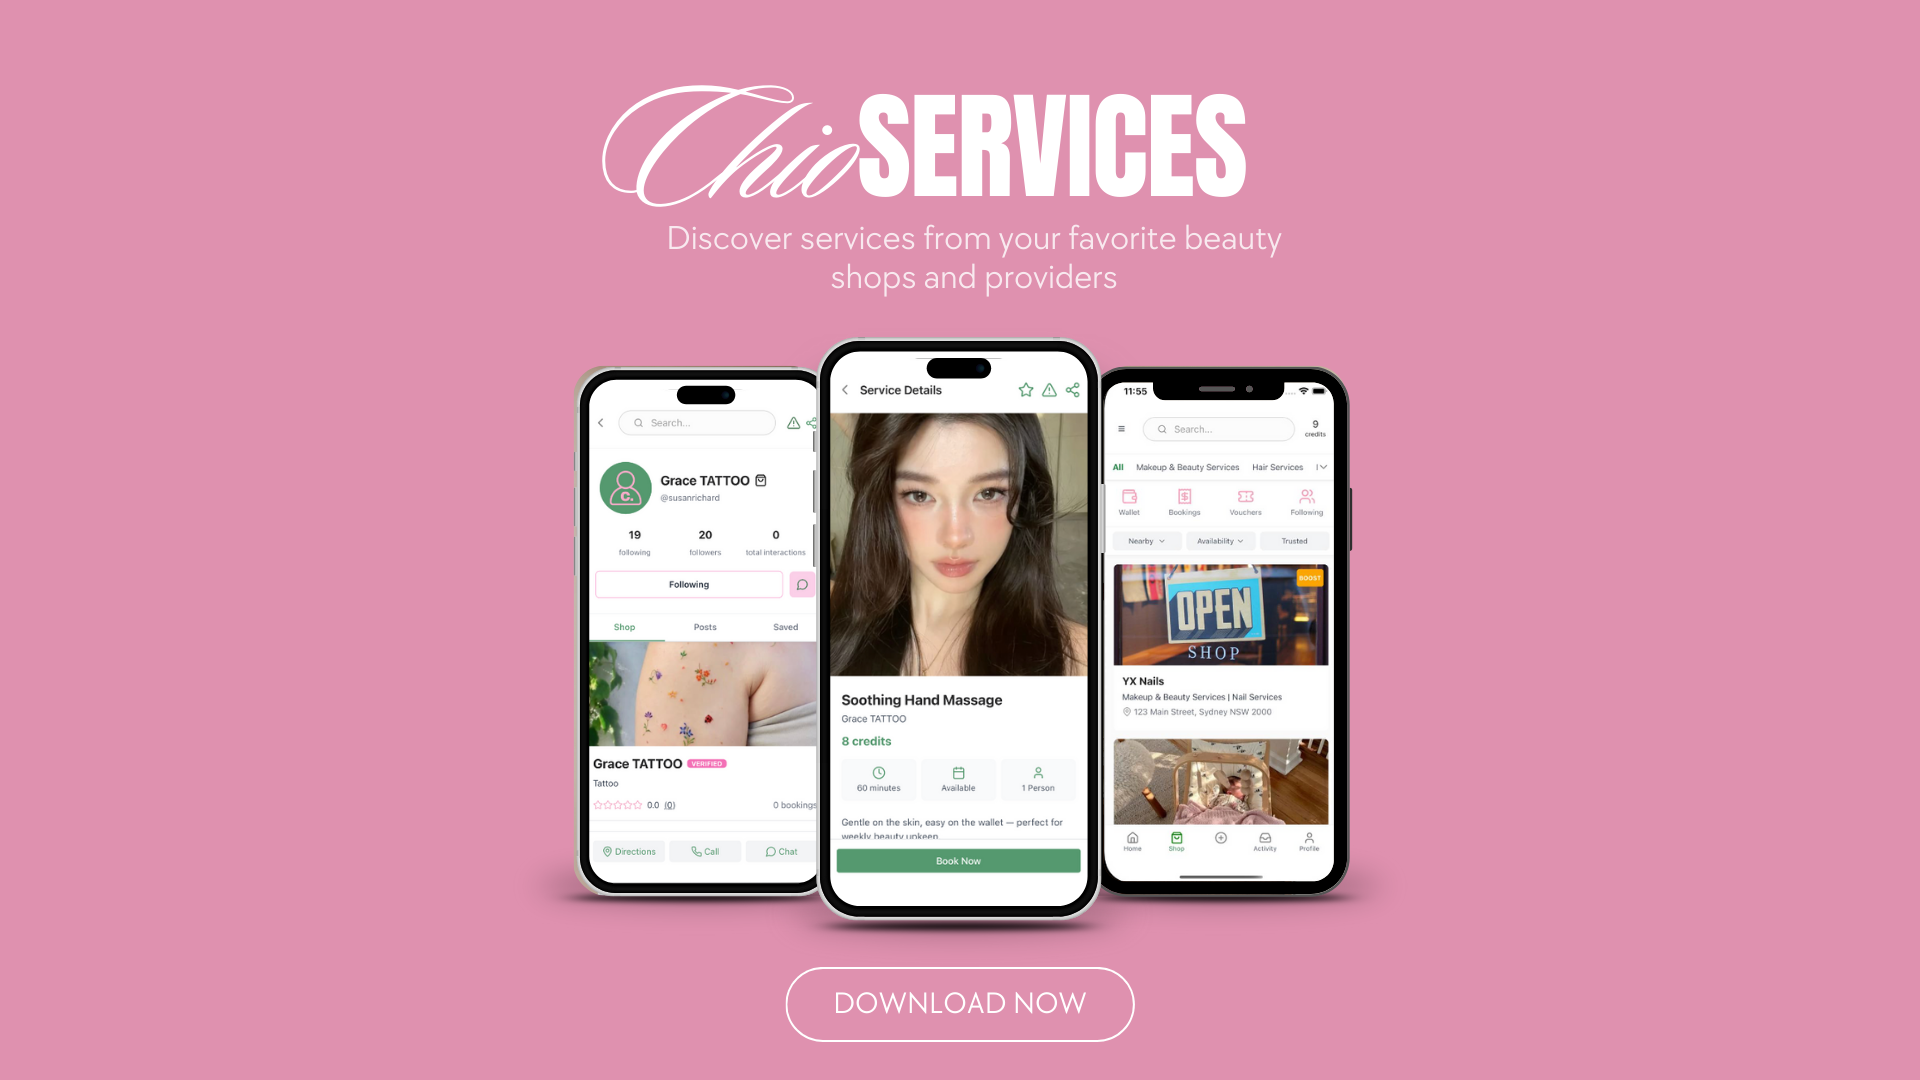 Chio SERVICES
Discover services from your favorite beauty
shops and providers
Search...
Grace TATTOO
@susanrichard
19 20 0
following followers total interactions
Following
Shop Posts Saved
Grace TATTOO VERIFIED
Tattoo
0.0 (0) 0 bookings
Directions Call Chat
Service Details
Soothing Hand Massage
Grace TATTOO
8 credits
60 minutes Available 1 Person
Gentle on the skin, easy on the wallet — perfect for
weekly beauty upkeep
Book Now
11:55
Search... 9
credits
All Makeup & Beauty Services Hair Services
Wallet Bookings Vouchers Following
Nearby Availability Trusted
BOOST
OPEN
SHOP
YX Nails
Makeup & Beauty Services | Nail Services
123 Main Street, Sydney NSW 2000
Home Shop Activity Profile
DOWNLOAD NOW